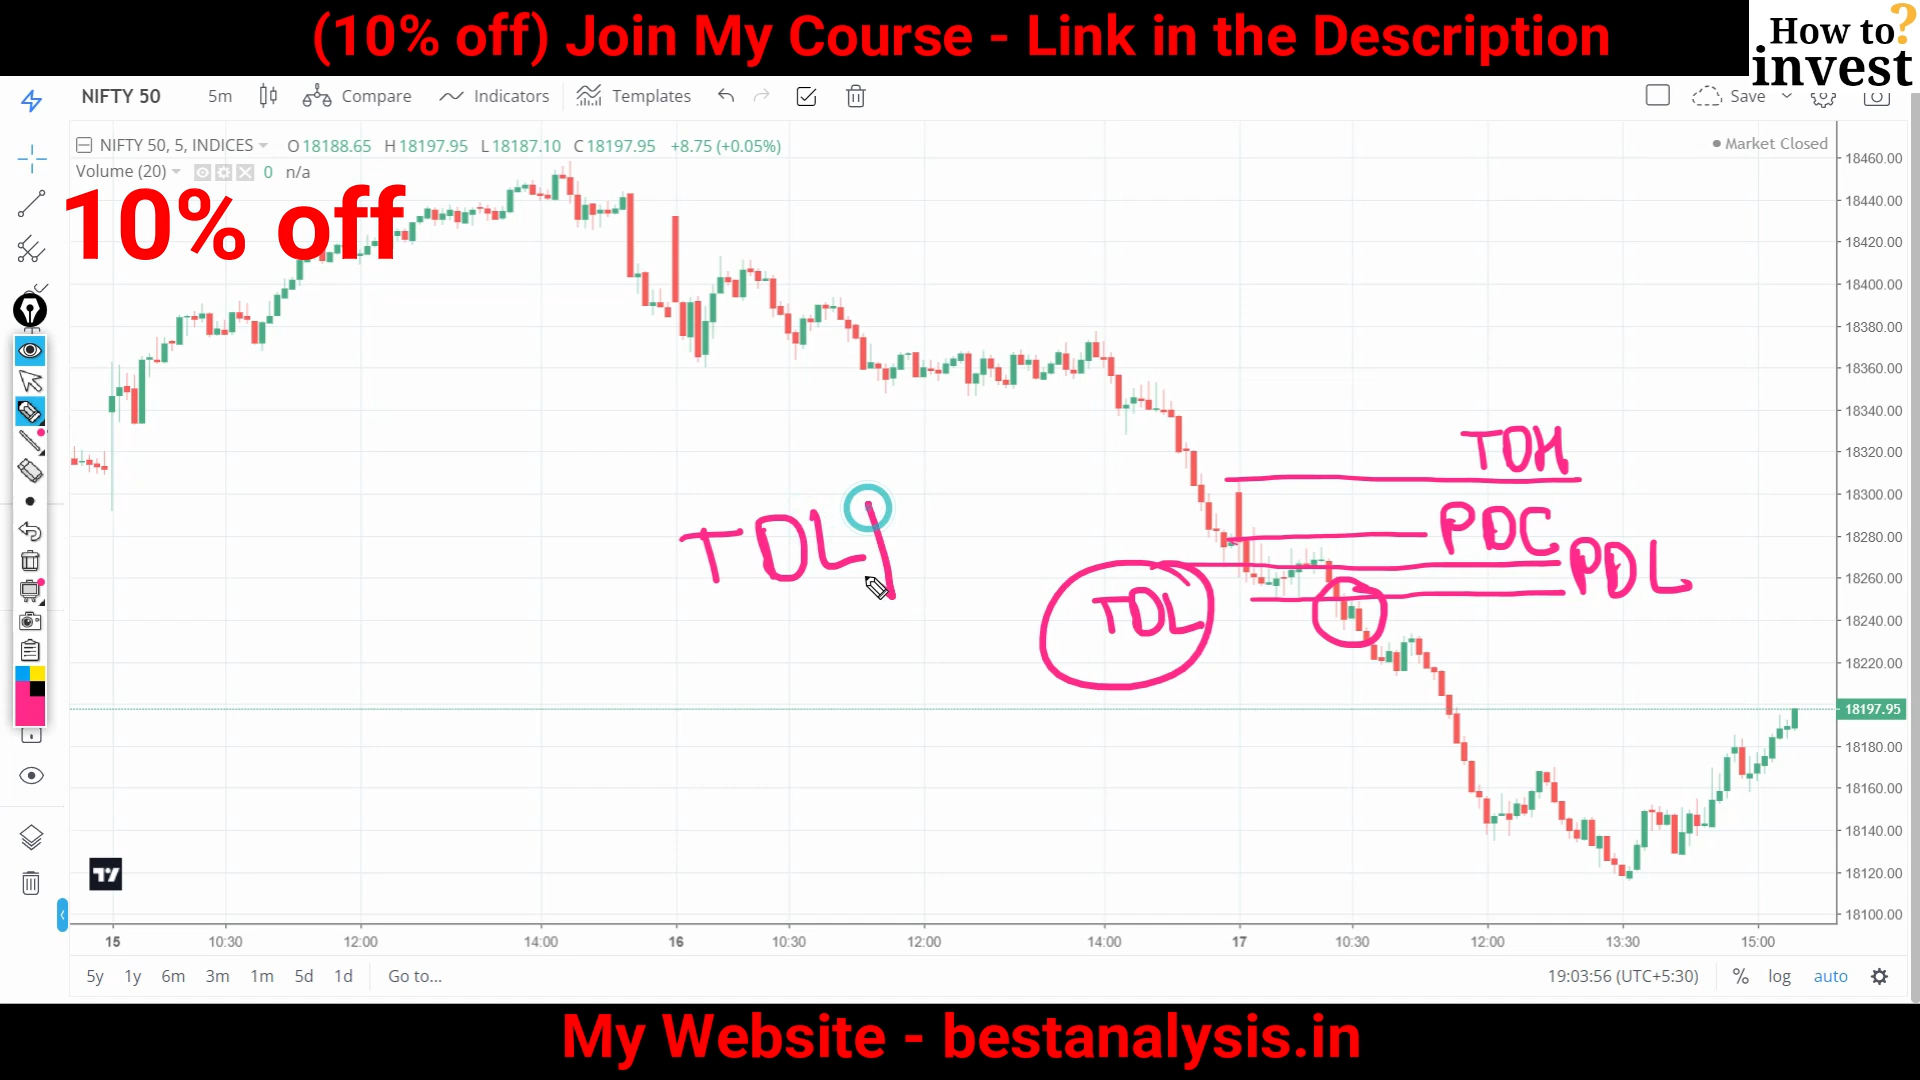 (10% off) Join My Course - Link in the Description
How to?
invest
NIFTY 50 5m Compare Indicators Templates Save
NIFTY 50, 5, INDICES O18188.65 H18197.95 L18187.10 C18197.95 +8.75 (+0.05%)
Market Closed
Volume (20) 0 n/a
10% off
18460.00
18440.00
18420.00
18400.00
18380.00
18360.00
18340.00
18320.00
18300.00
18280.00
18260.00
18240.00
18220.00
18197.95
18180.00
18160.00
18140.00
18120.00
18100.00
TDH
PDC
PDL
TDL
TDL
15 10:30 12:00 14:00 16 10:30 12:00 14:00 17 10:30 12:00 13:30 15:00
5y 1y 6m 3m 1m 5d 1d Go to... 19:03:56 (UTC+5:30) % log auto
My Website - bestanalysis.in